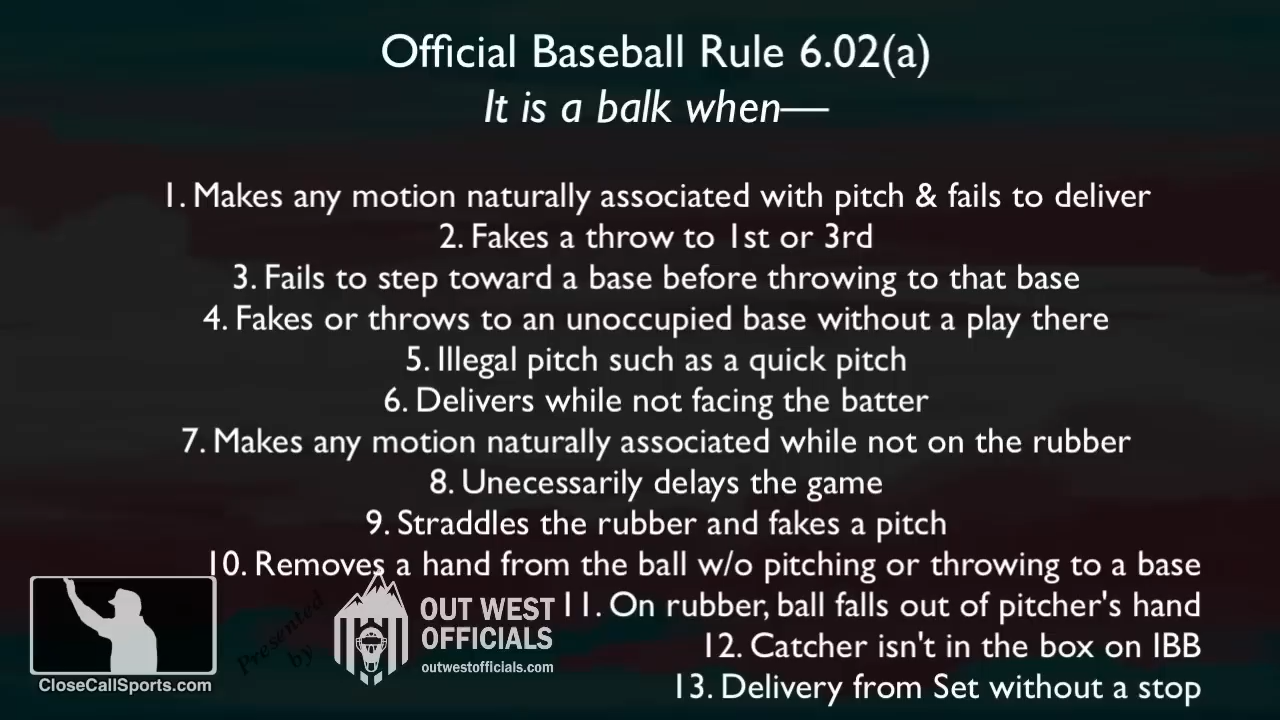 Official Baseball Rule 6.02(a)
It is a balk when—
1. Makes any motion naturally associated with pitch & fails to deliver
2. Fakes a throw to 1st or 3rd
3. Fails to step toward a base before throwing to that base
4. Fakes or throws to an unoccupied base without a play there
5. Illegal pitch such as a quick pitch
6. Delivers while not facing the batter
7. Makes any motion naturally associated while not on the rubber
8. Unecessarily delays the game
9. Straddles the rubber and fakes a pitch
10. Removes a hand from the ball w/o pitching or throwing to a base
11. On rubber, ball falls out of pitcher's hand
12. Catcher isn't in the box on IBB
13. Delivery from Set without a stop
CloseCallSports.com
Presented
by
OUT WEST
OFFICIALS
outwestofficials.com